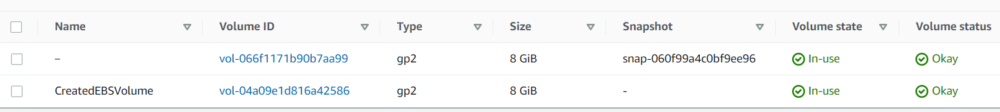 Name Volume ID Type Size Snapshot Volume state Volume status
– vol-066f1171b90b7aa99 gp2 8 GiB snap-060f99a4c0bf9ee96 In-use Okay
CreatedEBSVolume vol-04a09e1d816a42586 gp2 8 GiB - In-use Okay